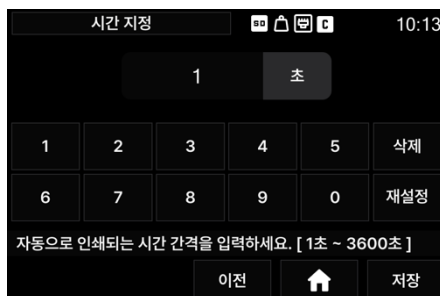 시간 지정 SD C 10:13
1 초
1 2 3 4 5 삭제
6 7 8 9 0 재설정
자동으로 인쇄되는 시간 간격을 입력하세요. [ 1초 ~ 3600초 ]
이전 저장